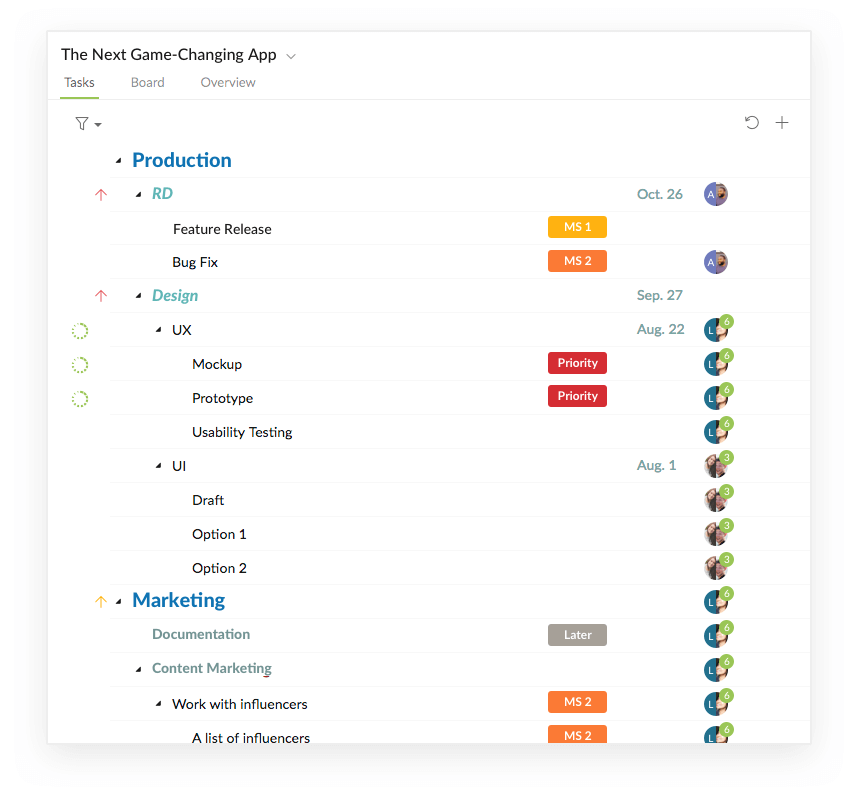 The Next Game-Changing App
Tasks Board Overview
Production
RD Oct. 26 A
Feature Release MS 1
Bug Fix MS 2 A
Design Sep. 27
UX Aug. 22 L 6
Mockup Priority L 6
Prototype Priority L 6
Usability Testing L 6
UI Aug. 1 3
Draft 3
Option 1 3
Option 2 3
Marketing L 6
Documentation Later L 6
Content Marketing L 6
Work with influencers MS 2 L 6
A list of influencers MS 2 L 6